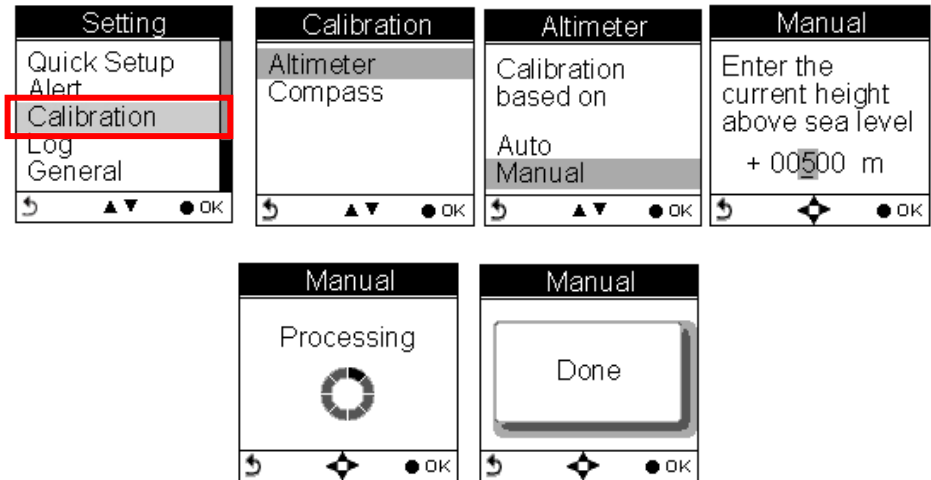 Setting
Quick Setup
Alert
Calibration
Log
General
OK
Calibration
Altimeter
Compass
OK
Altimeter
Calibration
based on
Auto
Manual
OK
Manual
Enter the
current height
above sea level
+ 00500 m
OK
Manual
Processing
OK
Manual
Done
OK